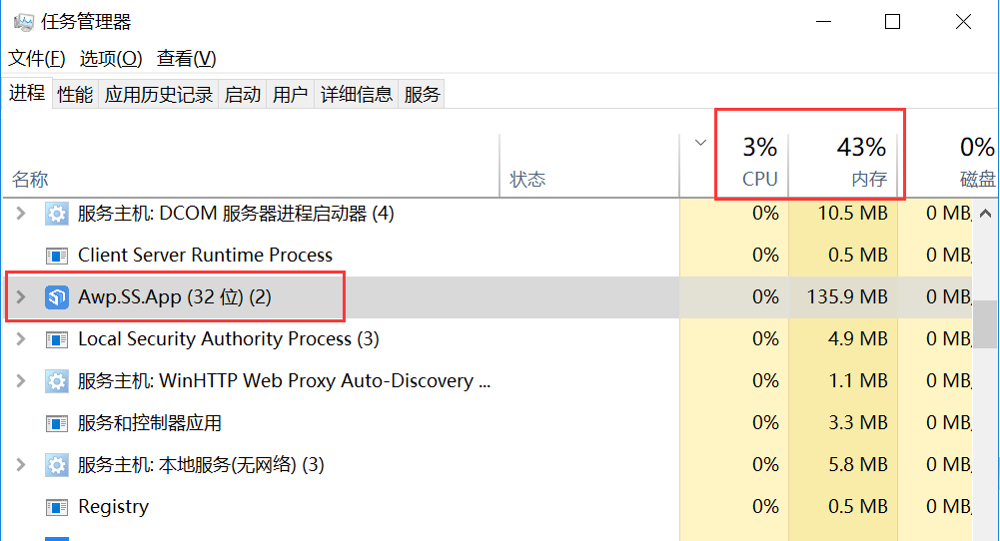 任务管理器
文件(F) 选项(O) 查看(V)
进程 性能 应用历史记录 启动 用户 详细信息 服务
3% 43% 0%
名称 状态 CPU 内存 磁盘
服务主机: DCOM 服务器进程启动器 (4) 0% 10.5 MB 0 MB/
Client Server Runtime Process 0% 0.5 MB 0 MB/
Awp.SS.App (32 位) (2) 0% 135.9 MB 0 MB/
Local Security Authority Process (3) 0% 4.9 MB 0 MB/
服务主机: WinHTTP Web Proxy Auto-Discovery ... 0% 1.1 MB 0 MB/
服务和控制器应用 0% 3.3 MB 0 MB/
服务主机: 本地服务(无网络) (3) 0% 5.8 MB 0 MB/
Registry 0% 0.5 MB 0 MB/